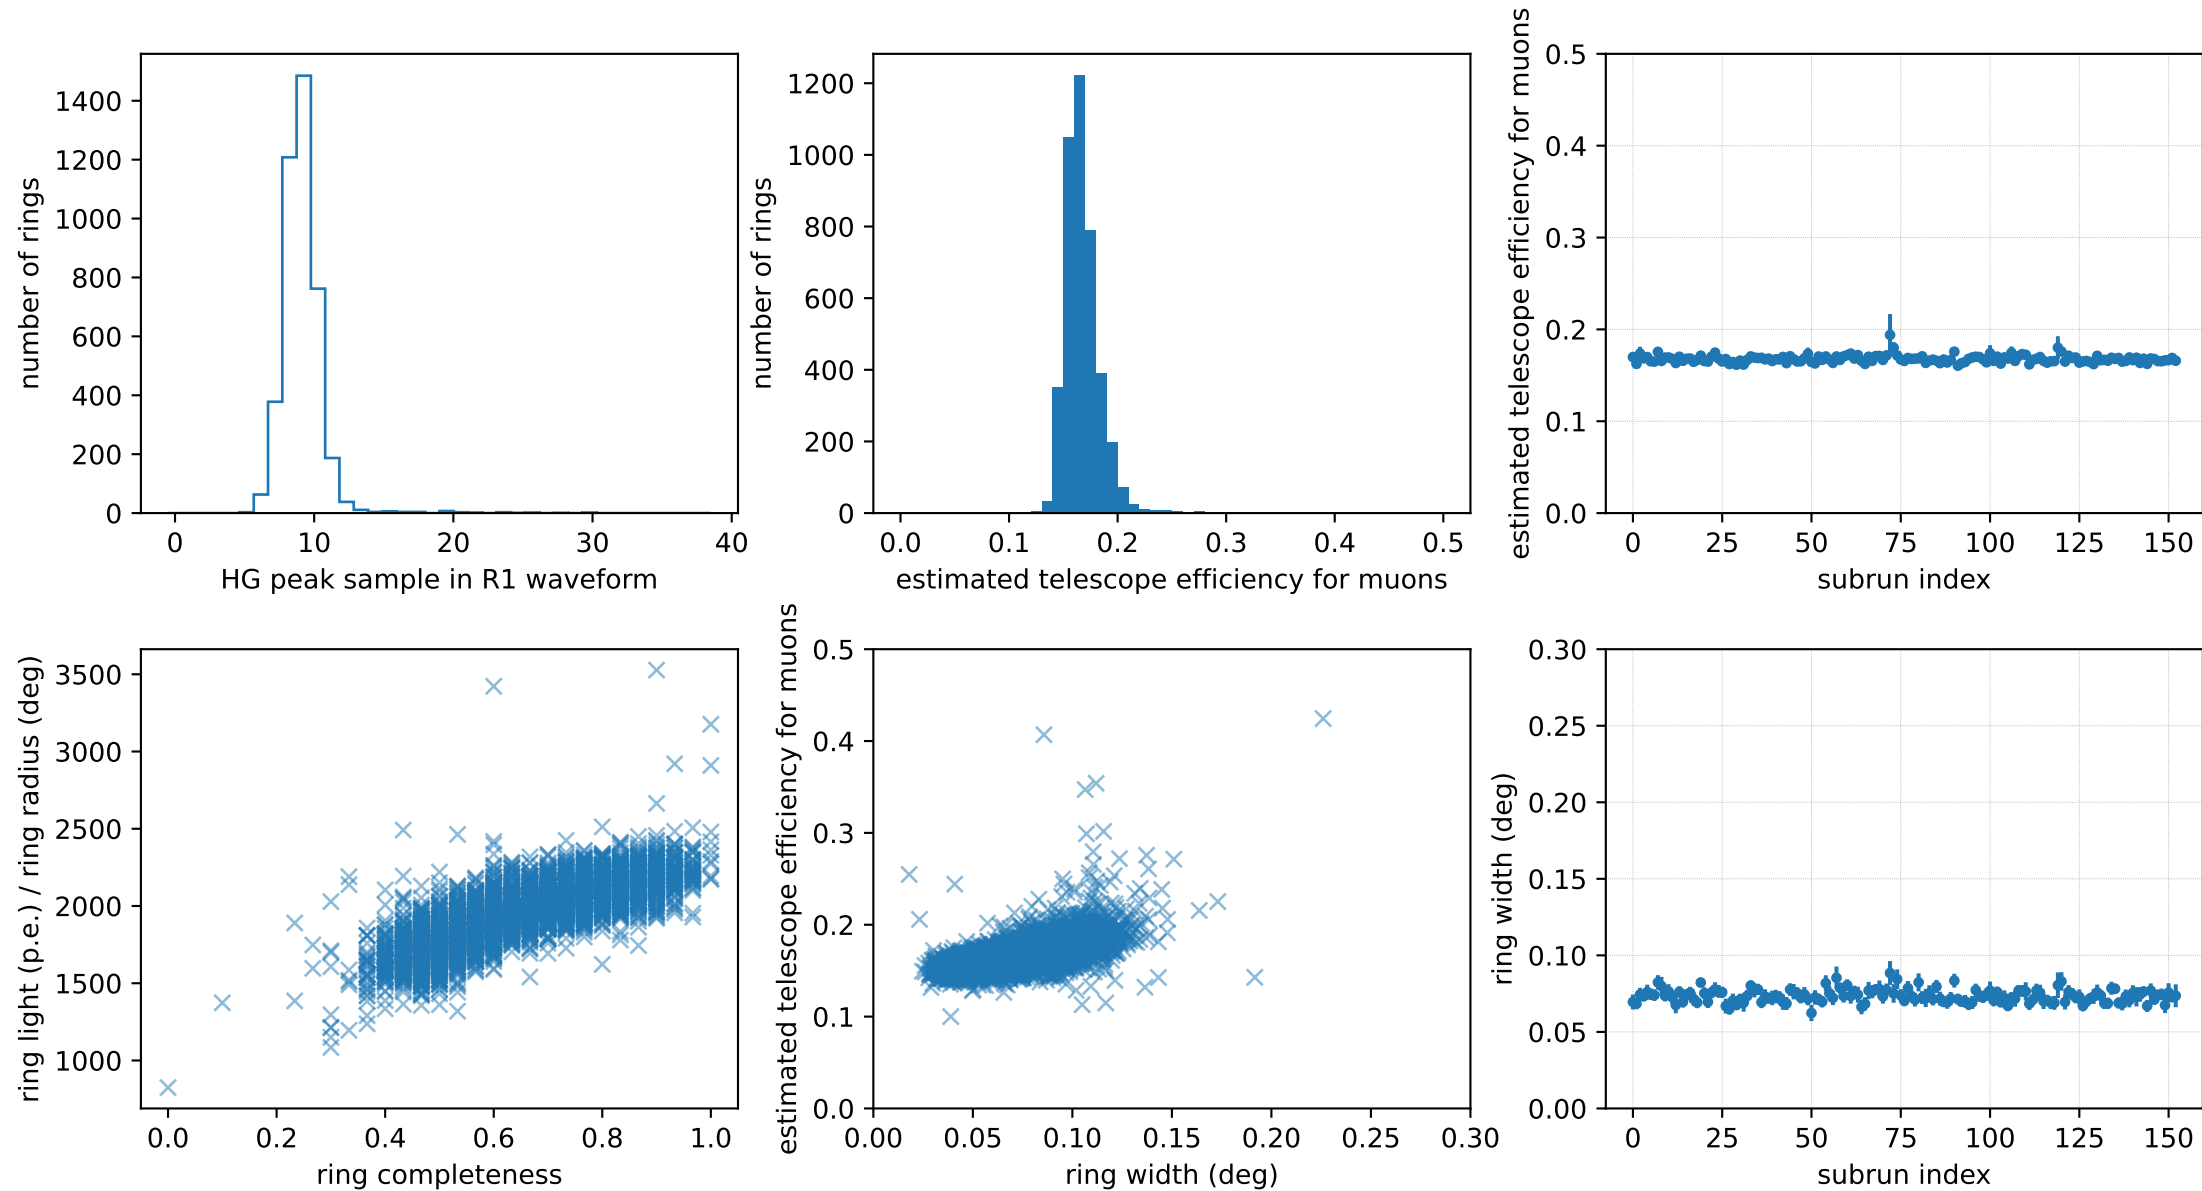 number of rings
1400
1200
1000
800
600
400
200
0
0 10 20 30 40
HG peak sample in R1 waveform
number of rings
1200
1000
800
600
400
200
0
0.0 0.1 0.2 0.3 0.4 0.5
estimated telescope efficiency for muons
estimated telescope efficiency for muons
0.5
0.4
0.3
0.2
0.1
0.0
0 25 50 75 100 125 150
subrun index
ring light (p.e.) / ring radius (deg)
3500
3000
2500
2000
1500
1000
0.0 0.2 0.4 0.6 0.8 1.0
ring completeness
estimated telescope efficiency for muons
0.5
0.4
0.3
0.2
0.1
0.0
0.00 0.05 0.10 0.15 0.20 0.25 0.30
ring width (deg)
ring width (deg)
0.30
0.25
0.20
0.15
0.10
0.05
0.00
0 25 50 75 100 125 150
subrun index